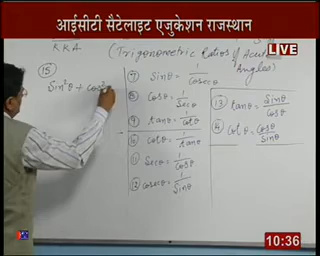 आईसीटी सैटेलाइट एजुकेशन राजस्थान
LIVE
KKA
(Trigonometric Ratios of Acute Angles)
⑮
Sin²θ + cos²
⑦ Sinθ = 1/Cosecθ
⑧ Cosθ = 1/Secθ
⑨ tanθ = 1/Cotθ
⑩ Cotθ = 1/tanθ
⑪ Secθ = 1/Cosθ
⑫ Cosecθ = 1/Sinθ
⑬ tanθ = Sinθ/Cosθ
⑭ Cotθ = Cosθ/Sinθ
10:36